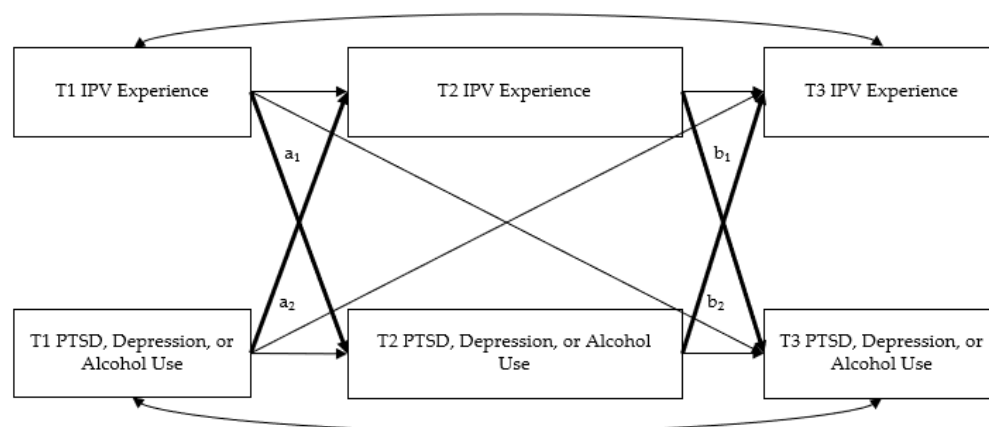 T1 IPV Experience
T2 IPV Experience
T3 IPV Experience
a₁
b₁
a₂
b₂
T1 PTSD, Depression, or
Alcohol Use
T2 PTSD, Depression, or Alcohol
Use
T3 PTSD, Depression, or
Alcohol Use